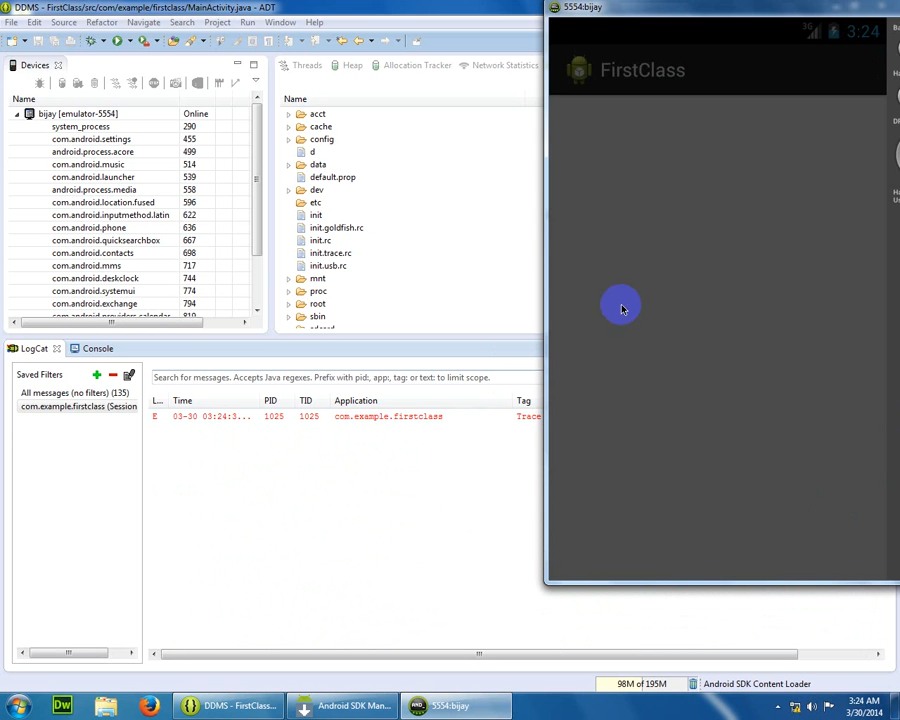 DDMS - FirstClass/src/com/example/firstclass/MainActivity.java - ADT
5554:bijay
File Edit Source Refactor Navigate Search Project Run Window Help
3G 3:24
FirstClass
Devices
Threads Heap Allocation Tracker Network Statistics
Name
Name
bijay [emulator-5554] Online
system_process 290
com.android.settings 455
android.process.acore 499
com.android.music 514
com.android.launcher 539
android.process.media 558
com.android.location.fused 596
com.android.inputmethod.latin 622
com.android.phone 636
com.android.quicksearchbox 667
com.android.contacts 698
com.android.mms 717
com.android.deskclock 744
com.android.systemui 774
com.android.exchange 794
com.android.providers.calendar 810
acct
cache
config
d
data
default.prop
dev
etc
init
init.goldfish.rc
init.rc
init.trace.rc
init.usb.rc
mnt
proc
root
sbin
LogCat Console
Saved Filters
All messages (no filters) (135)
com.example.firstclass (Session
Search for messages. Accepts Java regexes. Prefix with pid:, app:, tag: or text: to limit scope.
L... Time PID TID Application Tag
E 03-30 03:24:3... 1025 1025 com.example.firstclass Trace
98M of 195M Android SDK Content Loader
DDMS - FirstClass... Android SDK Man... 5554:bijay
3:24 AM
3/30/2014